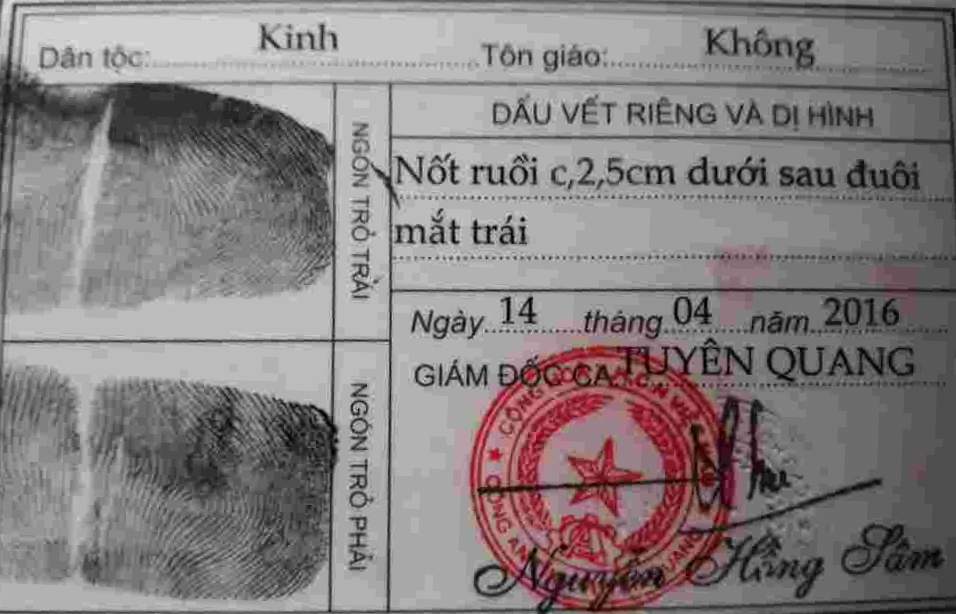 Dân tộc: Kinh Tôn giáo: Không
NGÓN TRỎ TRÁI
DẤU VẾT RIÊNG VÀ DỊ HÌNH
Nốt ruồi c,2,5cm dưới sau đuôi
mắt trái
Ngày 14 tháng 04 năm 2016
GIÁM ĐỐC CA. TUYÊN QUANG
NGÓN TRỎ PHẢI
CÔNG AN
Nguyễn Hồng Sâm